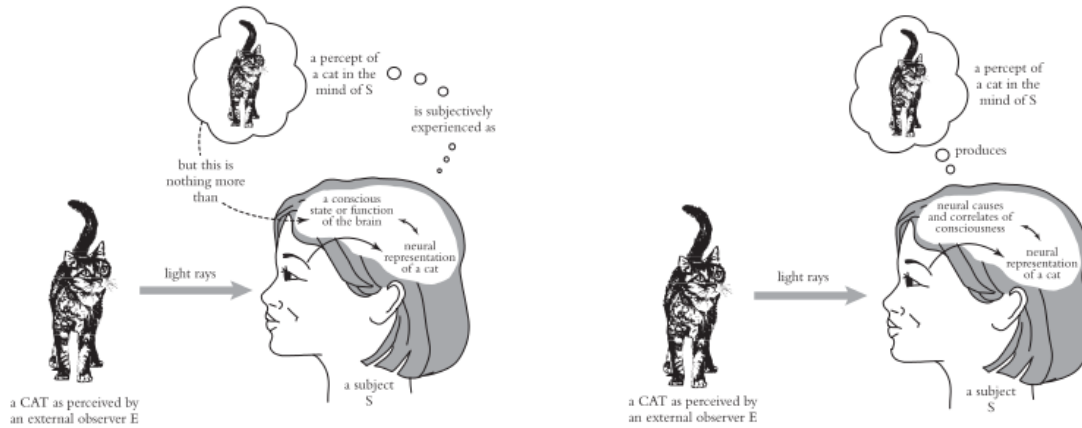 a percept of
a cat in the
mind of S
is subjectively
experienced as
but this is
nothing more
than
a conscious
state or function
of the brain
neural
representation
of a cat
light rays
a subject
S
a CAT as perceived by
an external observer E
a percept of
a cat in the
mind of S
produces
neural causes
and correlates of
consciousness
neural
representation
of a cat
light rays
a subject
S
a CAT as perceived by
an external observer E